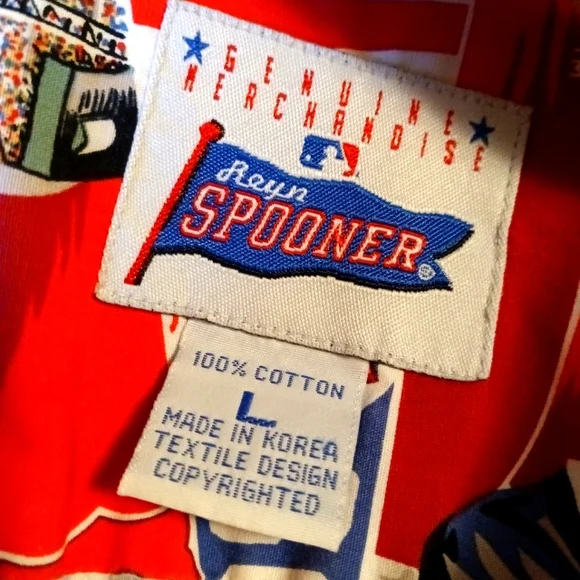 GENUINE
MERCHANDISE
Reyn
SPOONER®
100% COTTON
L
MADE IN KOREA
TEXTILE DESIGN
COPYRIGHTED